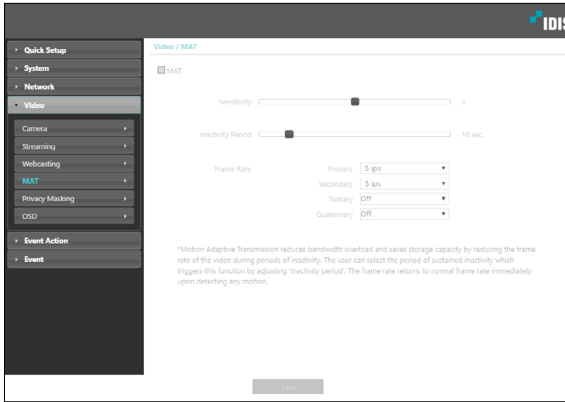 IDIS
Quick Setup
System
Network
Video
Camera
Streaming
Webcasting
MAT
Privacy Masking
OSD
Event Action
Event
Video / MAT
MAT
Sensitivity
Inactivity Period 10 sec.
Frame Rate Primary 5 ips
Secondary 3 ips
Tertiary Off
Quaternary Off
*Motion Adaptive Transmission reduces bandwidth overload and saves storage capacity by reducing the frame
rate of the video during periods of inactivity. The user can select the period of sustained inactivity which
triggers this function by adjusting 'Inactivity period'. The frame rate returns to normal frame rate immediately
upon detecting any motion.
Save